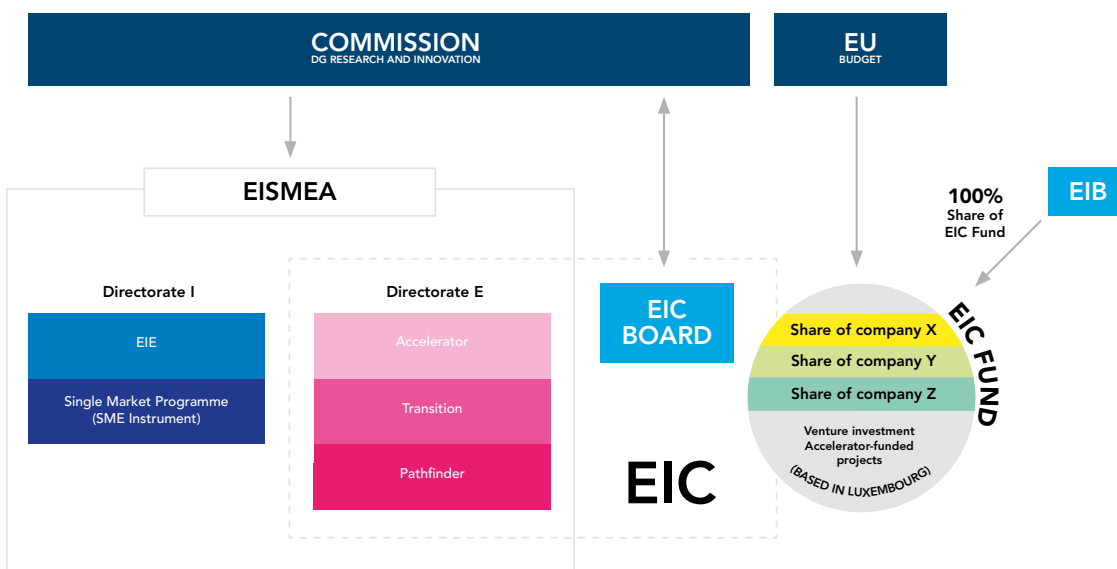 COMMISSION
DG RESEARCH AND INNOVATION
EU
BUDGET
EISMEA
100%
Share of
EIC Fund
EIB
Directorate I
EIE
Single Market Programme
(SME Instrument)
Directorate E
Accelerator
Transition
Pathfinder
EIC
BOARD
EIC
EIC FUND
Share of company X
Share of company Y
Share of company Z
Venture investment
Accelerator-funded
projects
(BASED IN LUXEMBOURG)